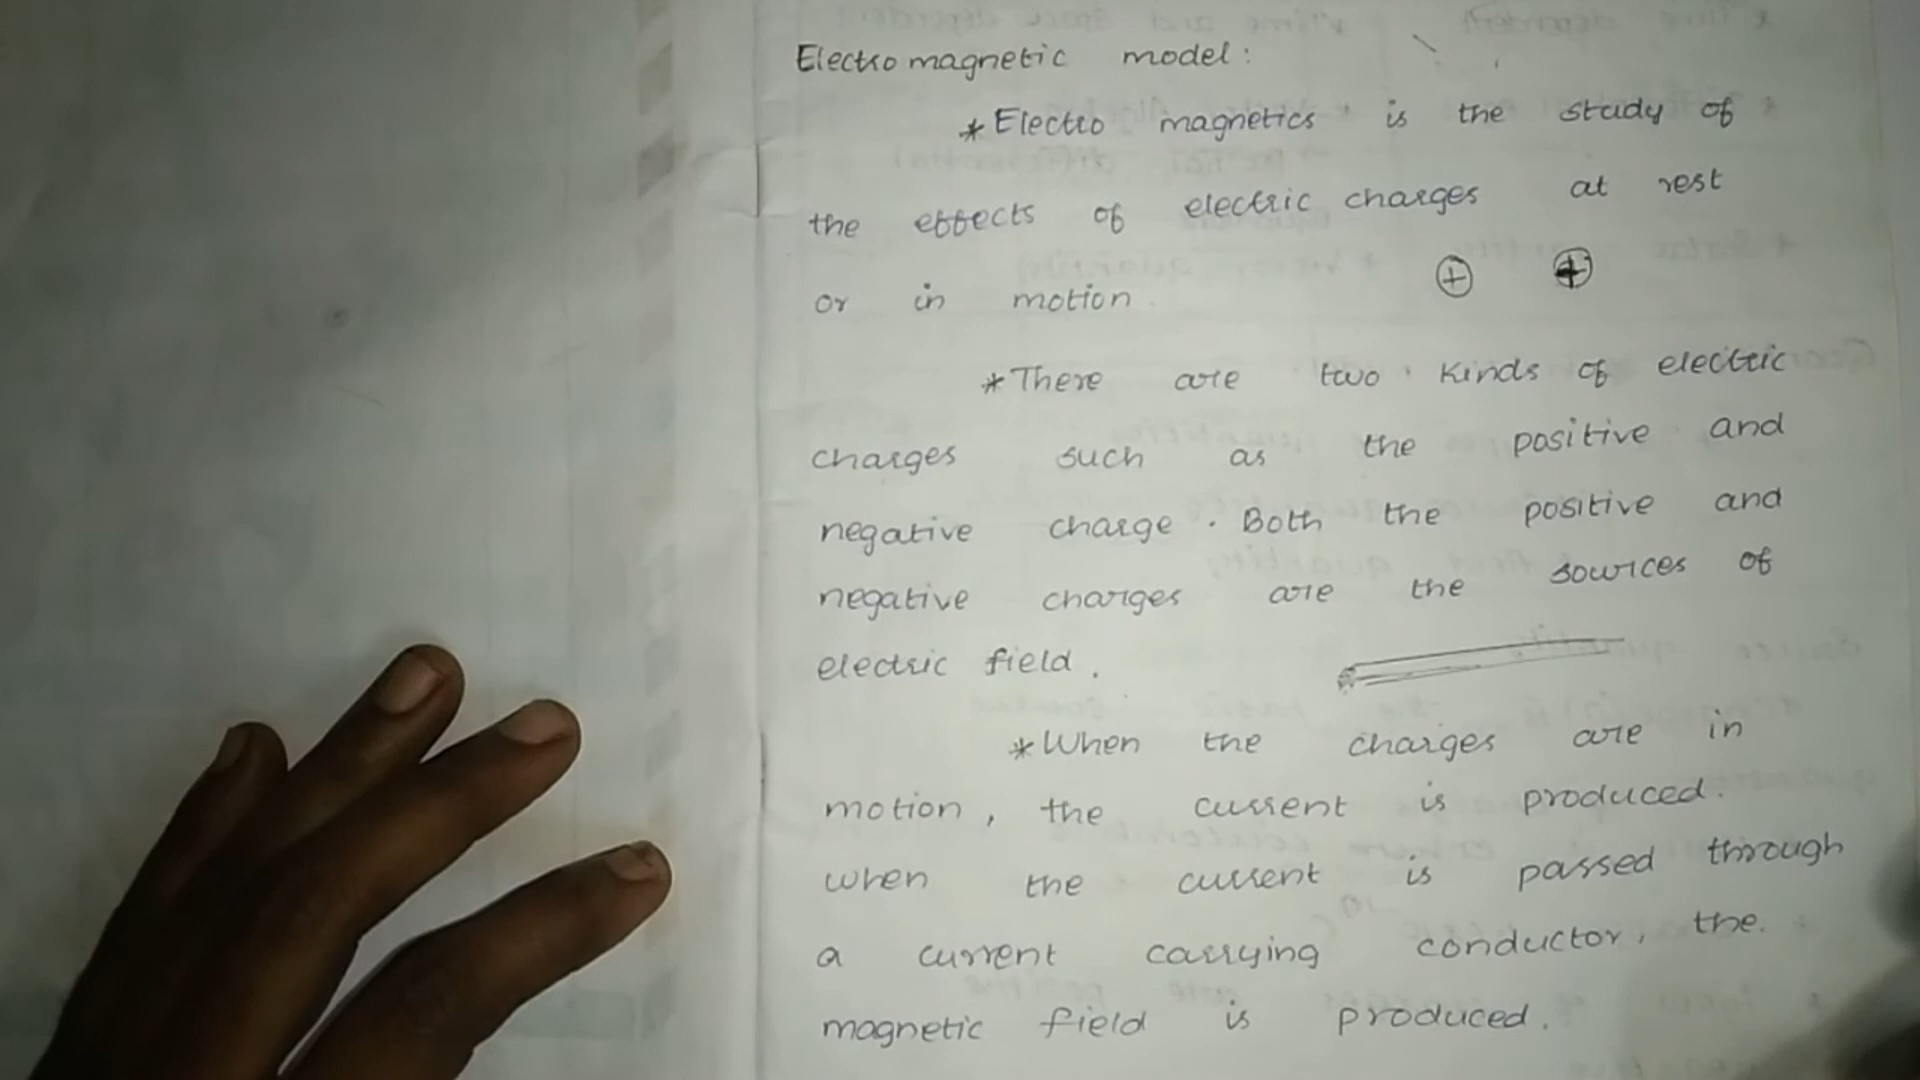 Electro magnetic model:
* Electro magnetics is the study of
the effects of electric charges at rest
or in motion.
* There are two kinds of electric
charges such as the positive and
negative charge. Both the positive and
negative charges are the sources of
electric field.
* When the charges are in
motion, the current is produced.
when the current is passed through
a current carrying conductor, the
magnetic field is produced.